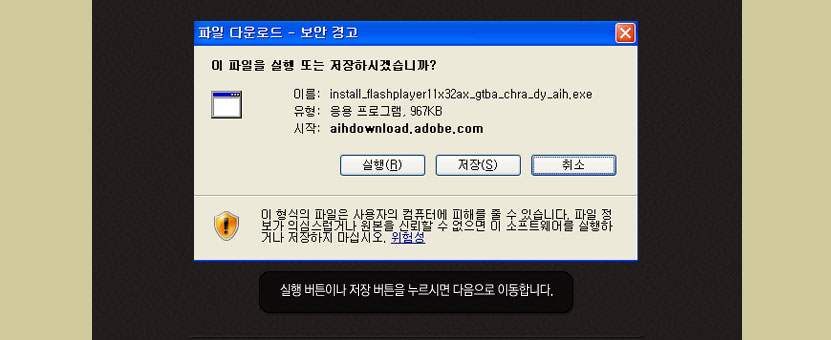 파일 다운로드 - 보안 경고
이 파일을 실행 또는 저장하시겠습니까?
이름: install_flashplayer11x32ax_gtba_chra_dy_aih.exe
유형: 응용 프로그램, 967KB
시작: aihdownload.adobe.com
실행(R) 저장(S) 취소
이 형식의 파일은 사용자의 컴퓨터에 피해를 줄 수 있습니다. 파일 정
보가 의심스럽거나 원본을 신뢰할 수 없으면 이 소프트웨어를 실행하
거나 저장하지 마십시오. 위험성
실행 버튼이나 저장 버튼을 누르시면 다음으로 이동합니다.